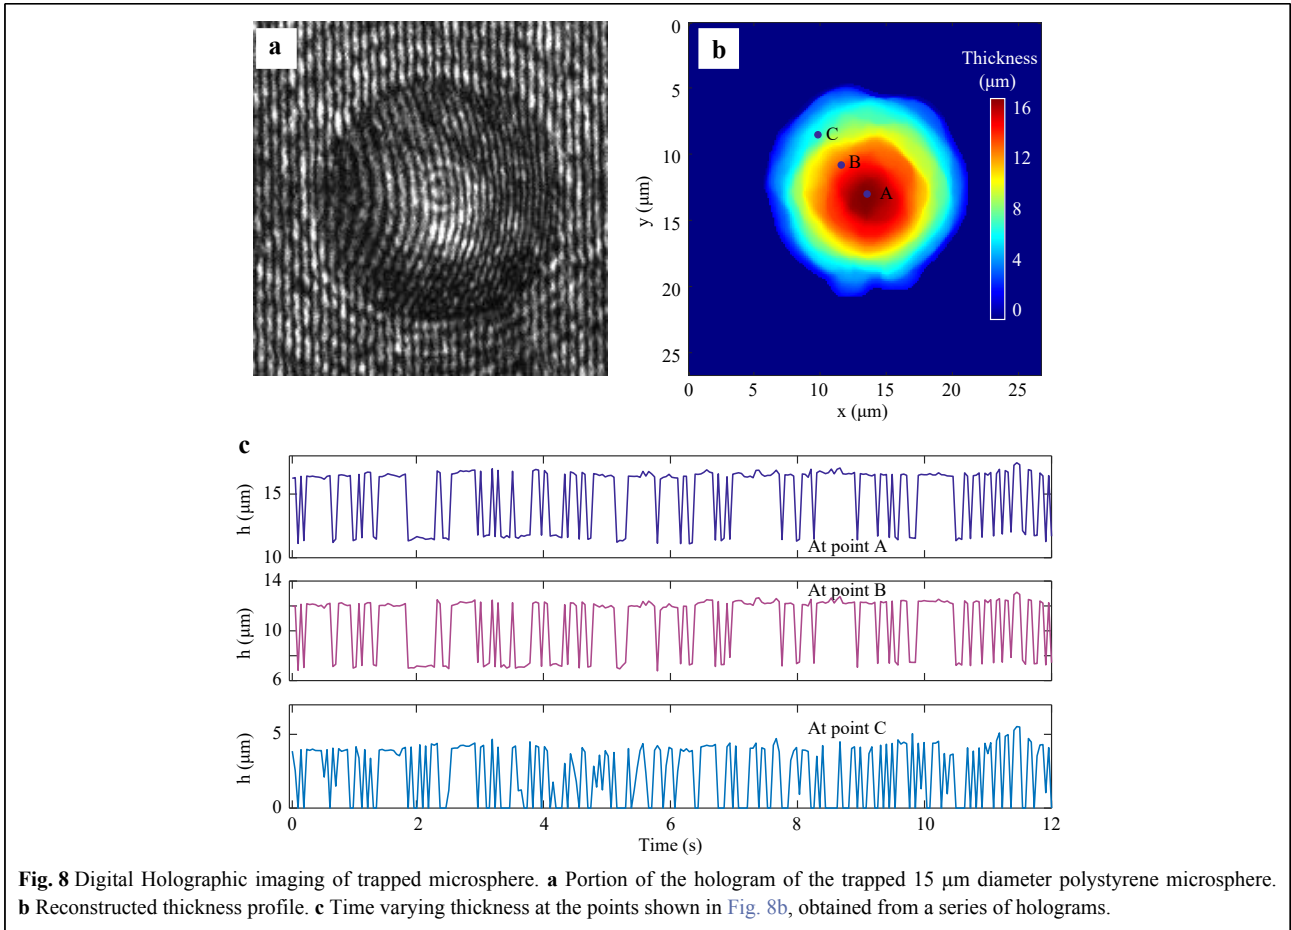 a
b
0
5
10
15
20
25
y (μm)
0
5
10
15
20
25
x (μm)
Thickness
(μm)
16
12
8
4
0
C
B
A
c
15
10
h (μm)
At point A
14
10
6
h (μm)
At point B
5
0
h (μm)
At point C
0 2 4 6 8 10 12
Time (s)
Fig. 8 Digital Holographic imaging of trapped microsphere. a Portion of the hologram of the trapped 15 μm diameter polystyrene microsphere.
b Reconstructed thickness profile. c Time varying thickness at the points shown in Fig. 8b, obtained from a series of holograms.